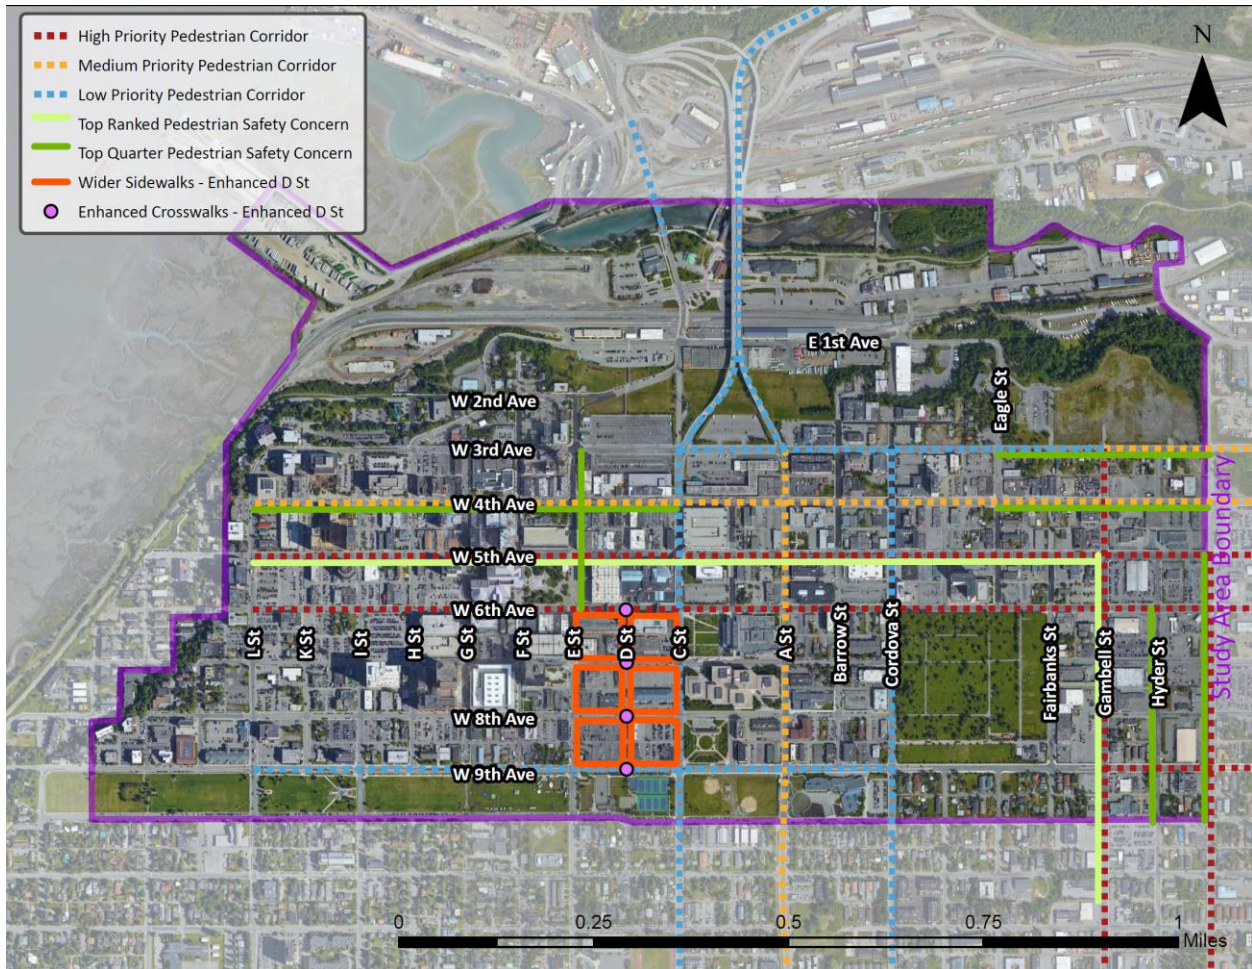 High Priority Pedestrian Corridor
Medium Priority Pedestrian Corridor
Low Priority Pedestrian Corridor
Top Ranked Pedestrian Safety Concern
Top Quarter Pedestrian Safety Concern
Wider Sidewalks - Enhanced D St
Enhanced Crosswalks - Enhanced D St
N
E 1st Ave
Eagle St
W 2nd Ave
W 3rd Ave
W 4th Ave
W 5th Ave
W 6th Ave
L St
K St
I St
H St
G St
F St
E St
D St
C St
A St
Barrow St
Cordova St
Fairbanks St
Gambell St
Hyder St
Study Area Boundary
W 8th Ave
W 9th Ave
0
0.25
0.5
0.75
1
Miles